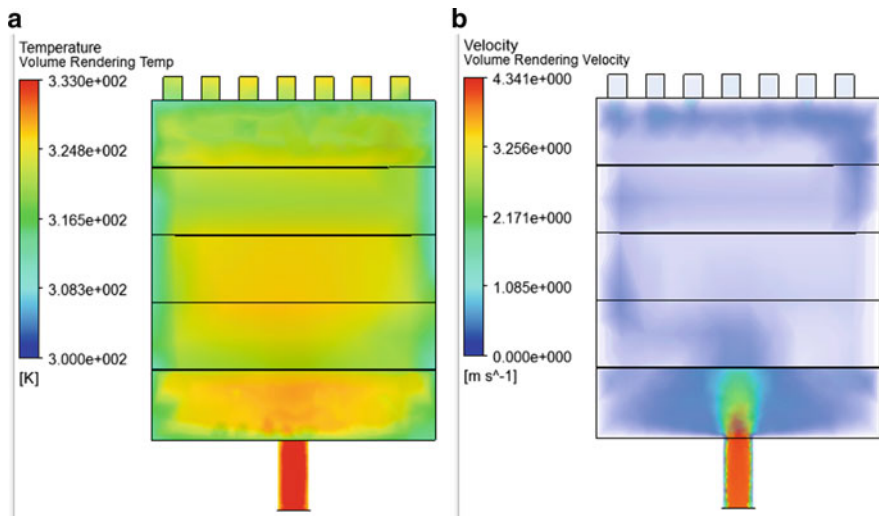 a
Temperature
Volume Rendering Temp
3.330e+002
3.248e+002
3.165e+002
3.083e+002
3.000e+002
[K]
b
Velocity
Volume Rendering Velocity
4.341e+000
3.256e+000
2.171e+000
1.085e+000
0.000e+000
[m s^-1]